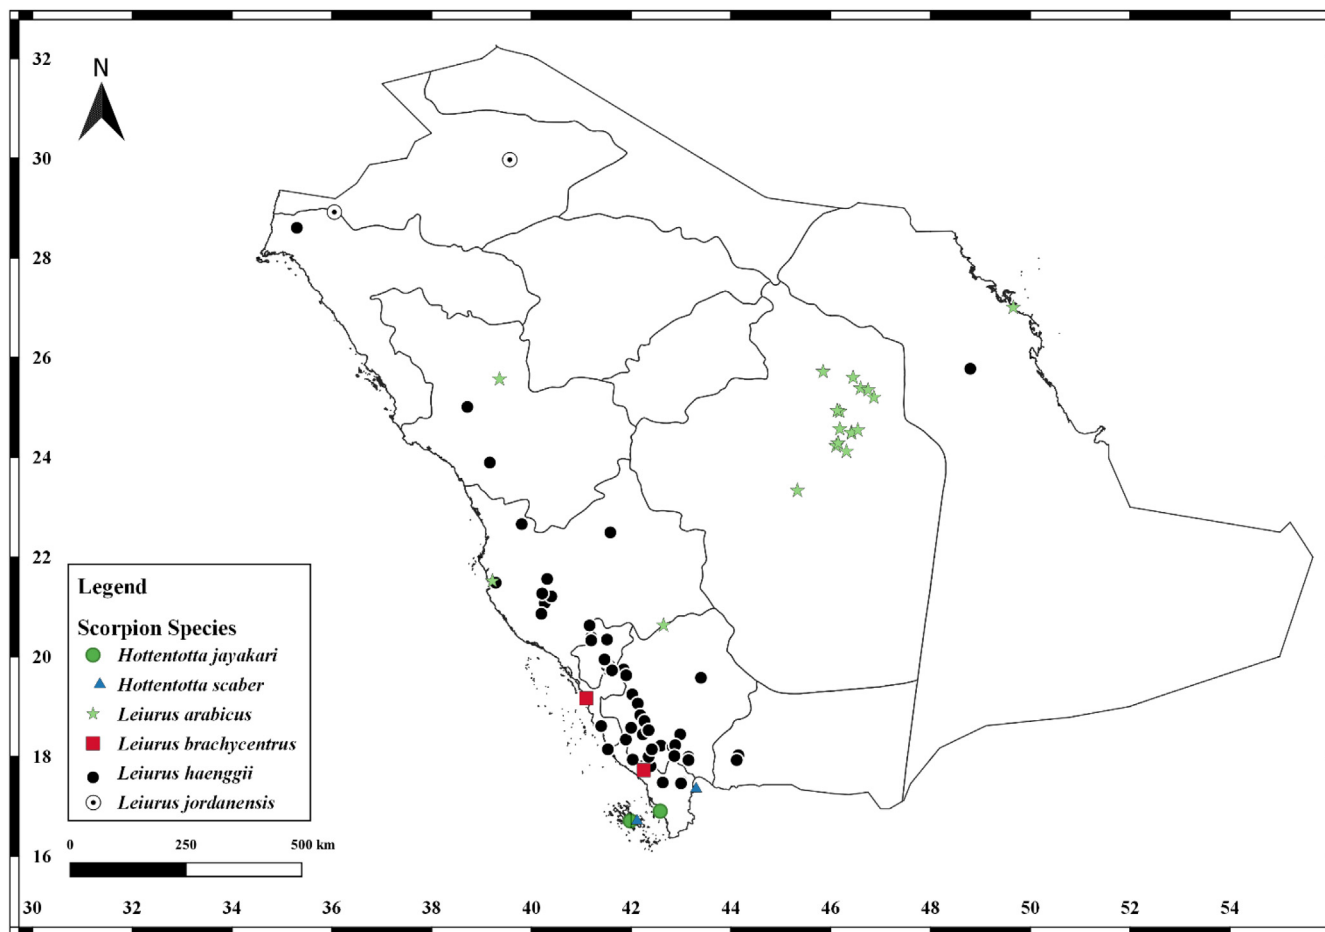 N
32
30
28
26
24
22
20
18
16
Legend
Scorpion Species
Hottentotta jayakari
Hottentotta scaber
Leiurus arabicus
Leiurus brachycentrus
Leiurus haenggii
Leiurus jordanensis
0 250 500 km
30 32 34 36 38 40 42 44 46 48 50 52 54